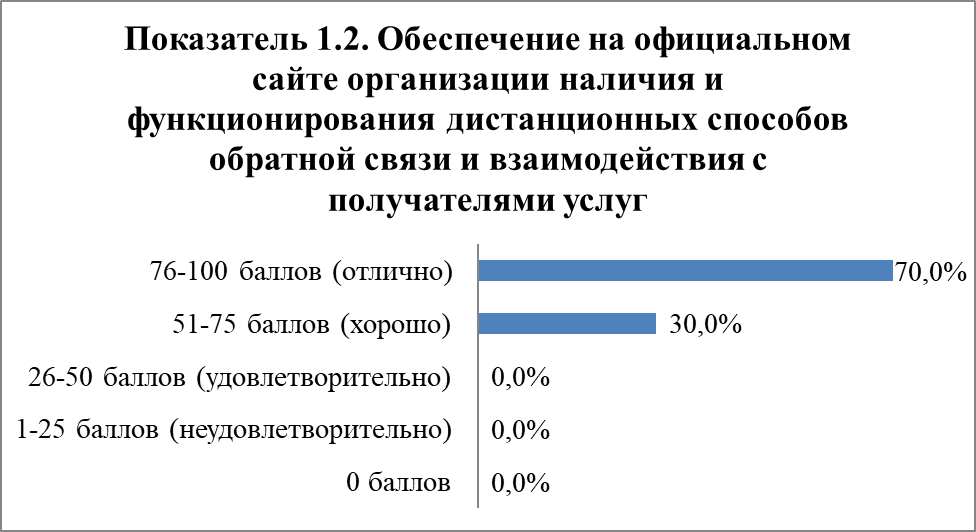 Показатель 1.2. Обеспечение на официальном
сайте организации наличия и
функционирования дистанционных способов
обратной связи и взаимодействия с
получателями услуг
76-100 баллов (отлично) 70,0%
51-75 баллов (хорошо) 30,0%
26-50 баллов (удовлетворительно) 0,0%
1-25 баллов (неудовлетворительно) 0,0%
0 баллов 0,0%